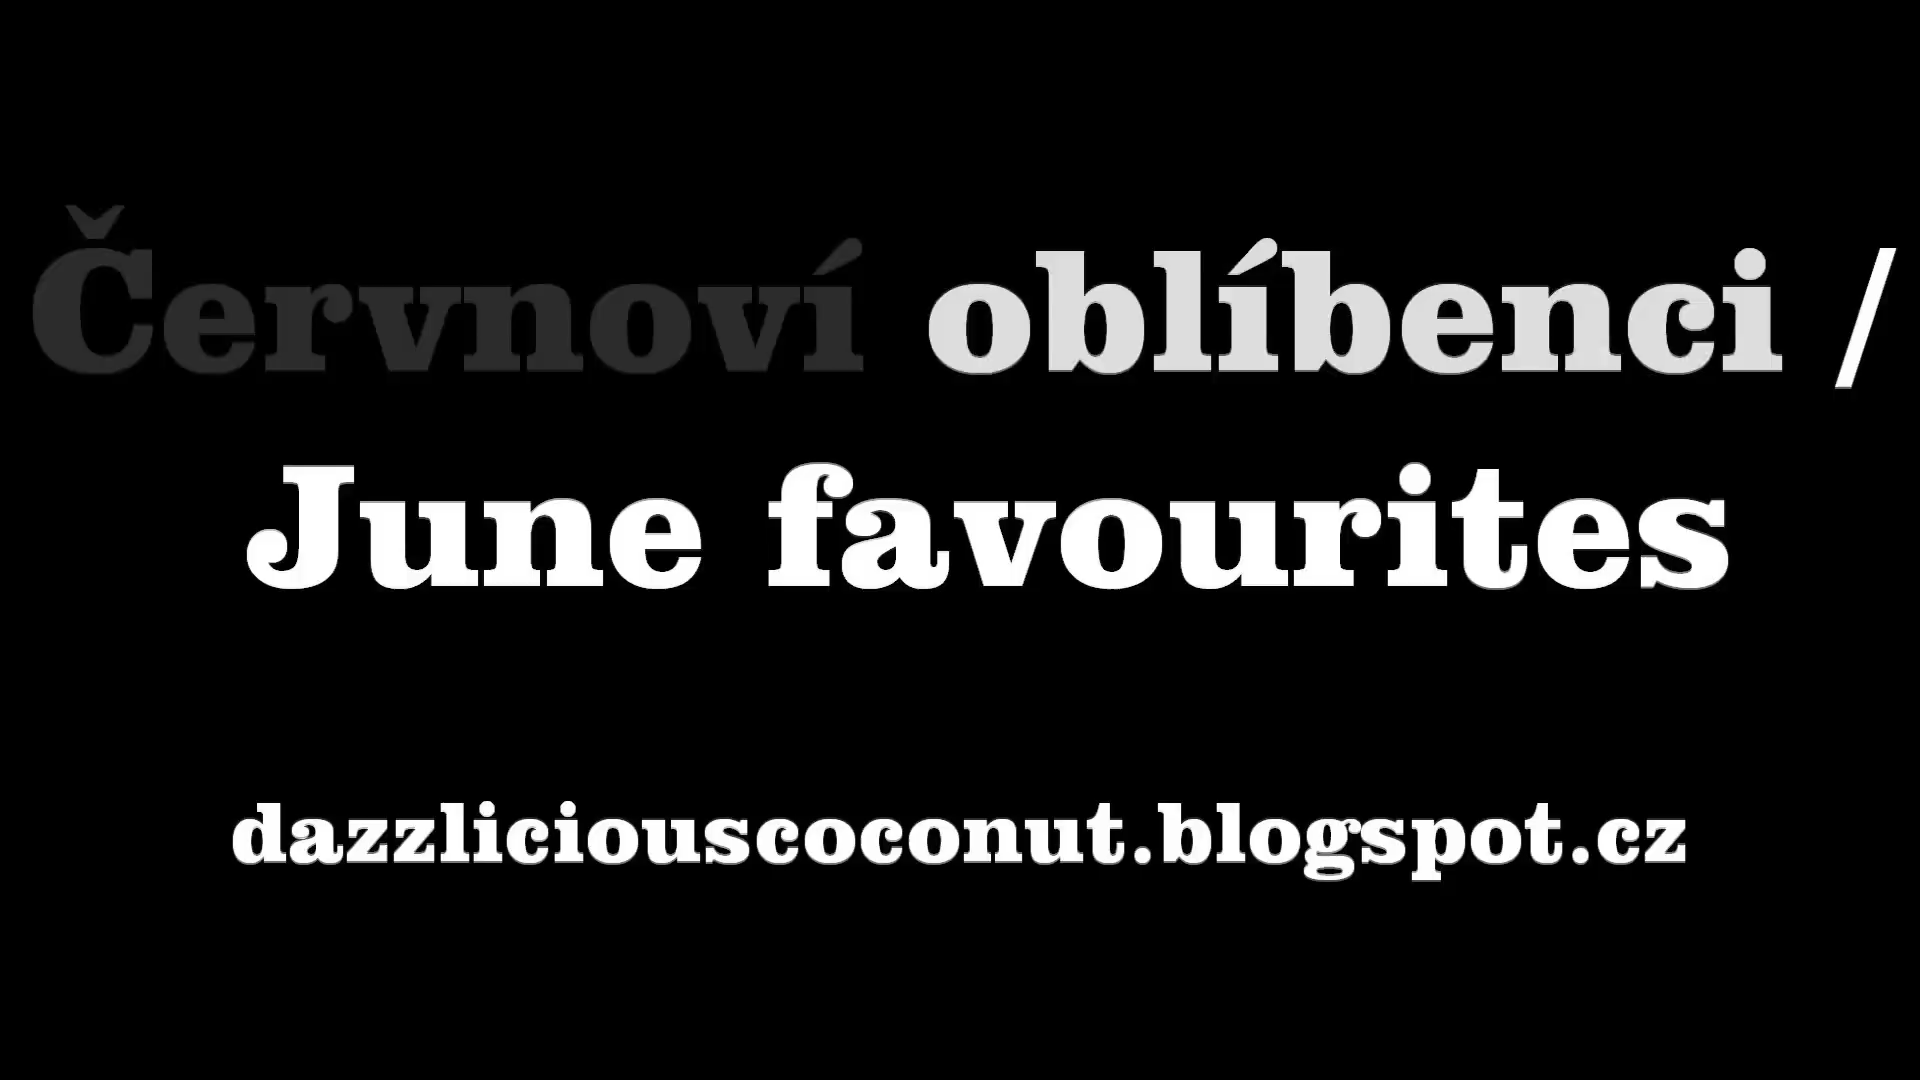 Červnoví oblíbenci /
June favourites
dazzliciouscoconut.blogspot.cz